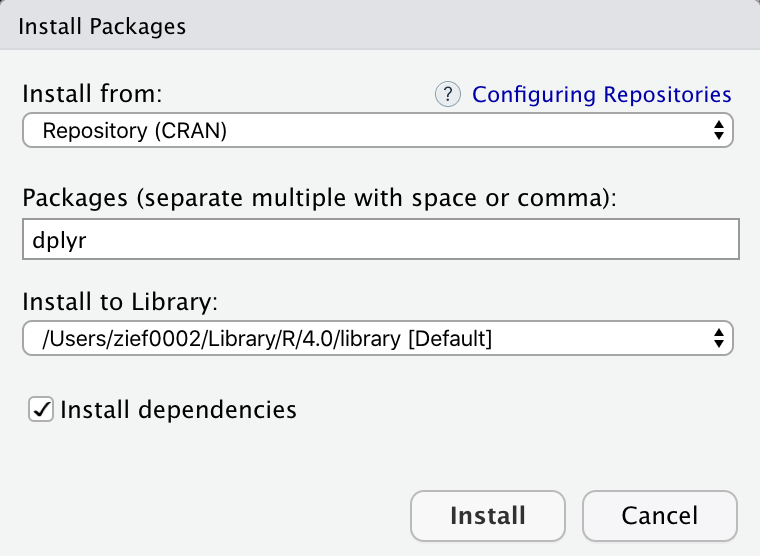 Install Packages
Install from:
? Configuring Repositories
Repository (CRAN)
Packages (separate multiple with space or comma):
dplyr
Install to Library:
/Users/zief0002/Library/R/4.0/library [Default]
Install dependencies
Install
Cancel